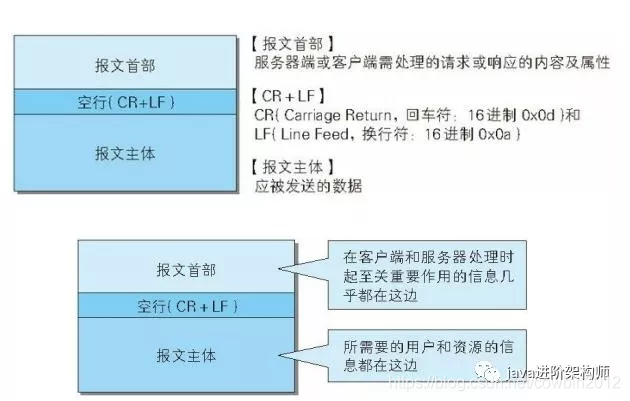 报文首部
空行( CR+LF )
报文主体
【 报文首部 】
服务器端或客户端需处理的请求或响应的内容及属性
【 CR + LF 】
CR( Carriage Return，回车符：16 进制 0x0d )和
LF( Line Feed，换行符：16 进制 0x0a )
【 报文主体 】
应被发送的数据
报文首部
空行( CR + LF )
报文主体
在客户端和服务器处理时
起至关重要作用的信息几
乎都在这边
所需要的用户和资源的信
息都在这边
java进阶架构师
https://blog.csdn.net/cowbin2012